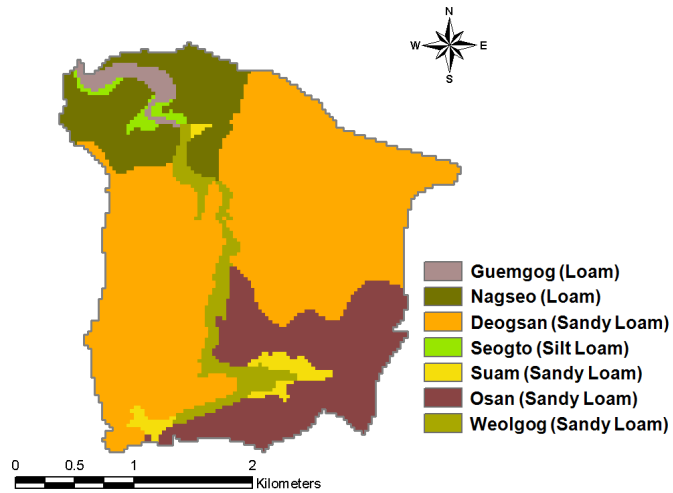 N
W E
S
Guemgog (Loam)
Nagseo (Loam)
Deogsan (Sandy Loam)
Seogto (Silt Loam)
Suam (Sandy Loam)
Osan (Sandy Loam)
Weolgog (Sandy Loam)
0 0.5 1 2
Kilometers